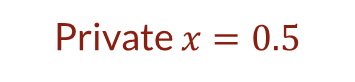 Private x = 0.5